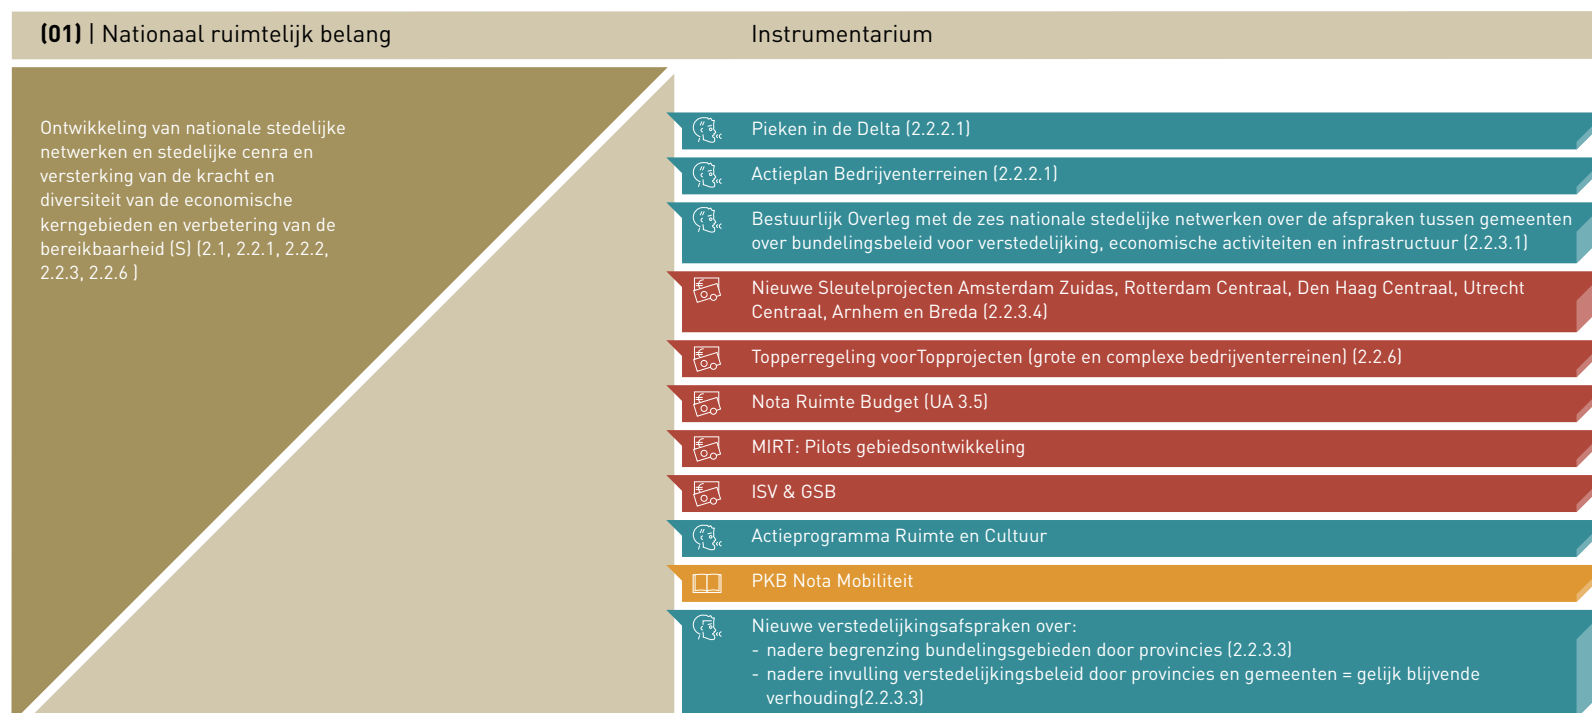 (01) | Nationaal ruimtelijk belang
Instrumentarium
Ontwikkeling van nationale stedelijke
netwerken en stedelijke cenra en
versterking van de kracht en
diversiteit van de economische
kerngebieden en verbetering van de
bereikbaarheid (S) (2.1, 2.2.1, 2.2.2,
2.2.3, 2.2.6 )
Pieken in de Delta (2.2.2.1)
Actieplan Bedrijventerreinen (2.2.2.1)
Bestuurlijk Overleg met de zes nationale stedelijke netwerken over de afspraken tussen gemeenten
over bundelingsbeleid voor verstedelijking, economische activiteiten en infrastructuur (2.2.3.1)
Nieuwe Sleutelprojecten Amsterdam Zuidas, Rotterdam Centraal, Den Haag Centraal, Utrecht
Centraal, Arnhem en Breda (2.2.3.4)
Topperregeling voorTopprojecten (grote en complexe bedrijventerreinen) (2.2.6)
Nota Ruimte Budget (UA 3.5)
MIRT: Pilots gebiedsontwikkeling
ISV & GSB
Actieprogramma Ruimte en Cultuur
PKB Nota Mobiliteit
Nieuwe verstedelijkingsafspraken over:
- nadere begrenzing bundelingsgebieden door provincies (2.2.3.3)
- nadere invulling verstedelijkingsbeleid door provincies en gemeenten = gelijk blijvende
verhouding(2.2.3.3)